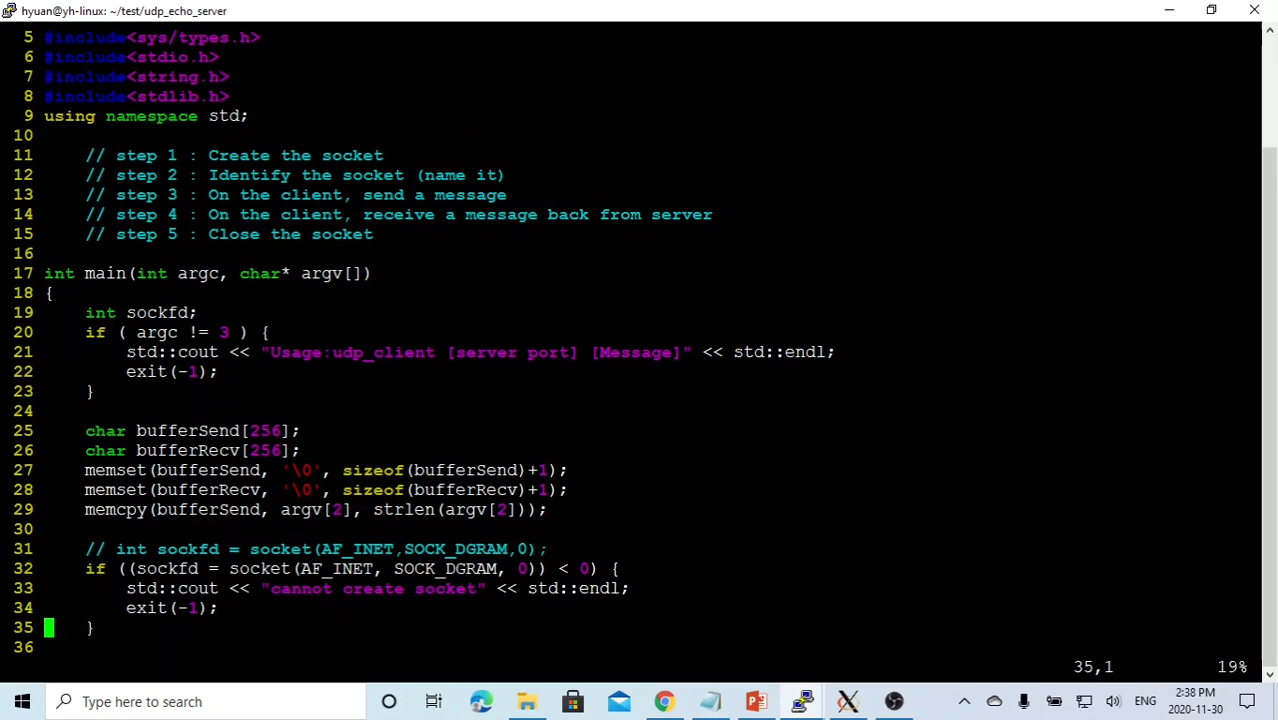 hyuan@yh-linux: ~/test/udp_echo_server
5 #include<sys/types.h>
6 #include<stdio.h>
7 #include<string.h>
8 #include<stdlib.h>
9 using namespace std;
10
11     // step 1 : Create the socket
12     // step 2 : Identify the socket (name it)
13     // step 3 : On the client, send a message
14     // step 4 : On the client, receive a message back from server
15     // step 5 : Close the socket
16
17 int main(int argc, char* argv[])
18 {
19     int sockfd;
20     if ( argc != 3 ) {
21         std::cout << "Usage:udp_client [server port] [Message]" << std::endl;
22         exit(-1);
23     }
24
25     char bufferSend[256];
26     char bufferRecv[256];
27     memset(bufferSend, '\0', sizeof(bufferSend)+1);
28     memset(bufferRecv, '\0', sizeof(bufferRecv)+1);
29     memcpy(bufferSend, argv[2], strlen(argv[2]));
30
31     // int sockfd = socket(AF_INET,SOCK_DGRAM,0);
32     if ((sockfd = socket(AF_INET, SOCK_DGRAM, 0)) < 0) {
33         std::cout << "cannot create socket" << std::endl;
34         exit(-1);
35     }
36
35,1 19%
Type here to search
ENG
2:38 PM
2020-11-30